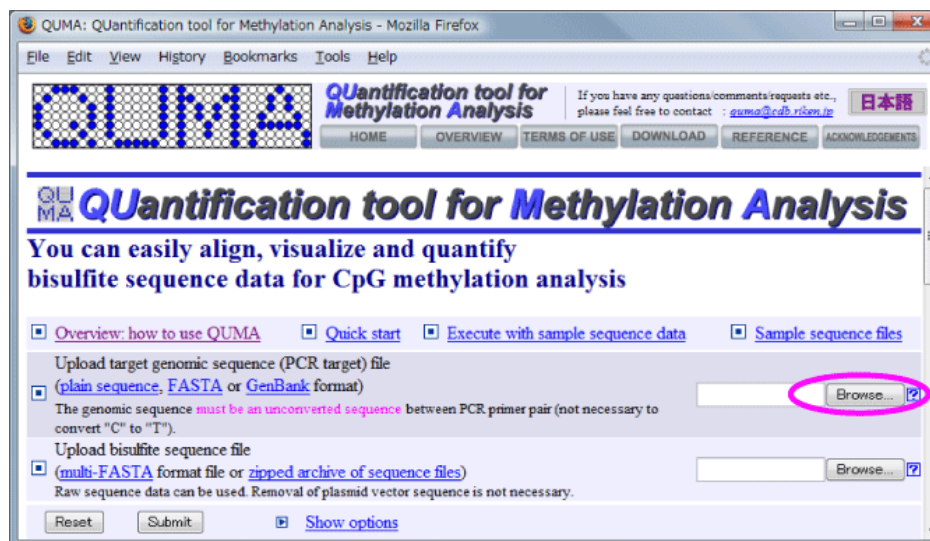 QUMA: QUantification tool for Methylation Analysis - Mozilla Firefox
File Edit View History Bookmarks Tools Help
QUMA
QUantification tool for
Methylation Analysis
If you have any questions/comments/requests etc.,
please feel free to contact : quma@cdb.riken.jp
日本語
HOME OVERVIEW TERMS OF USE DOWNLOAD REFERENCE ACKNOWLEDGEMENTS
QUMA QUantification tool for Methylation Analysis
You can easily align, visualize and quantify
bisulfite sequence data for CpG methylation analysis
Overview: how to use QUMA Quick start Execute with sample sequence data Sample sequence files
Upload target genomic sequence (PCR target) file
(plain sequence, FASTA or GenBank format)
Browse... ?
The genomic sequence must be an unconverted sequence between PCR primer pair (not necessary to
convert "C" to "T").
Upload bisulfite sequence file
(multi-FASTA format file or zipped archive of sequence files)
Browse... ?
Raw sequence data can be used. Removal of plasmid vector sequence is not necessary.
Reset Submit Show options